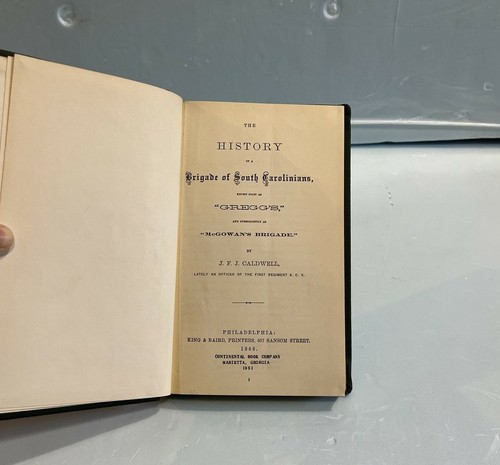 THE
HISTORY
OF A
Brigade of South Carolinians,
KNOWN FIRST AS
"GREGG'S,"
AND SUBSEQUENTLY AS
"McGOWAN'S BRIGADE."
BY
J. F. J. CALDWELL,
LATELY AN OFFICER OF THE FIRST REGIMENT S. C. V.
PHILADELPHIA:
KING & BAIRD, PRINTERS, 607 SANSOM STREET.
1866.
CONTINENTAL BOOK COMPANY
MARIETTA, GEORGIA
1951